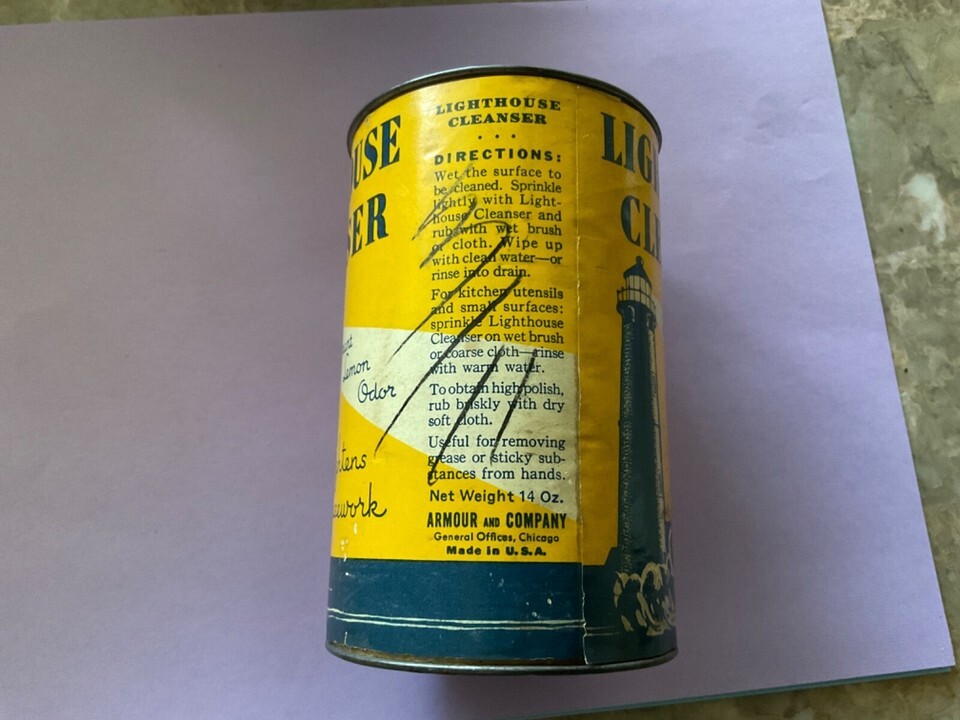 LIGHTHOUSE
CLEANSER
DIRECTIONS:
Wet the surface to
be cleaned. Sprinkle
lightly with Light-
house Cleanser and
rub with wet brush
or cloth. Wipe up
with clean water—or
rinse into drain.
For kitchen utensils
and small surfaces:
sprinkle Lighthouse
Cleanser on wet brush
or coarse cloth—rinse
with warm water.
To obtain high polish,
rub briskly with dry
soft cloth.
Useful for removing
grease or sticky sub-
stances from hands.
Net Weight 14 Oz.
ARMOUR AND COMPANY
General Offices, Chicago
Made in U.S.A.
USE
SER
Odor
LIG
CLE